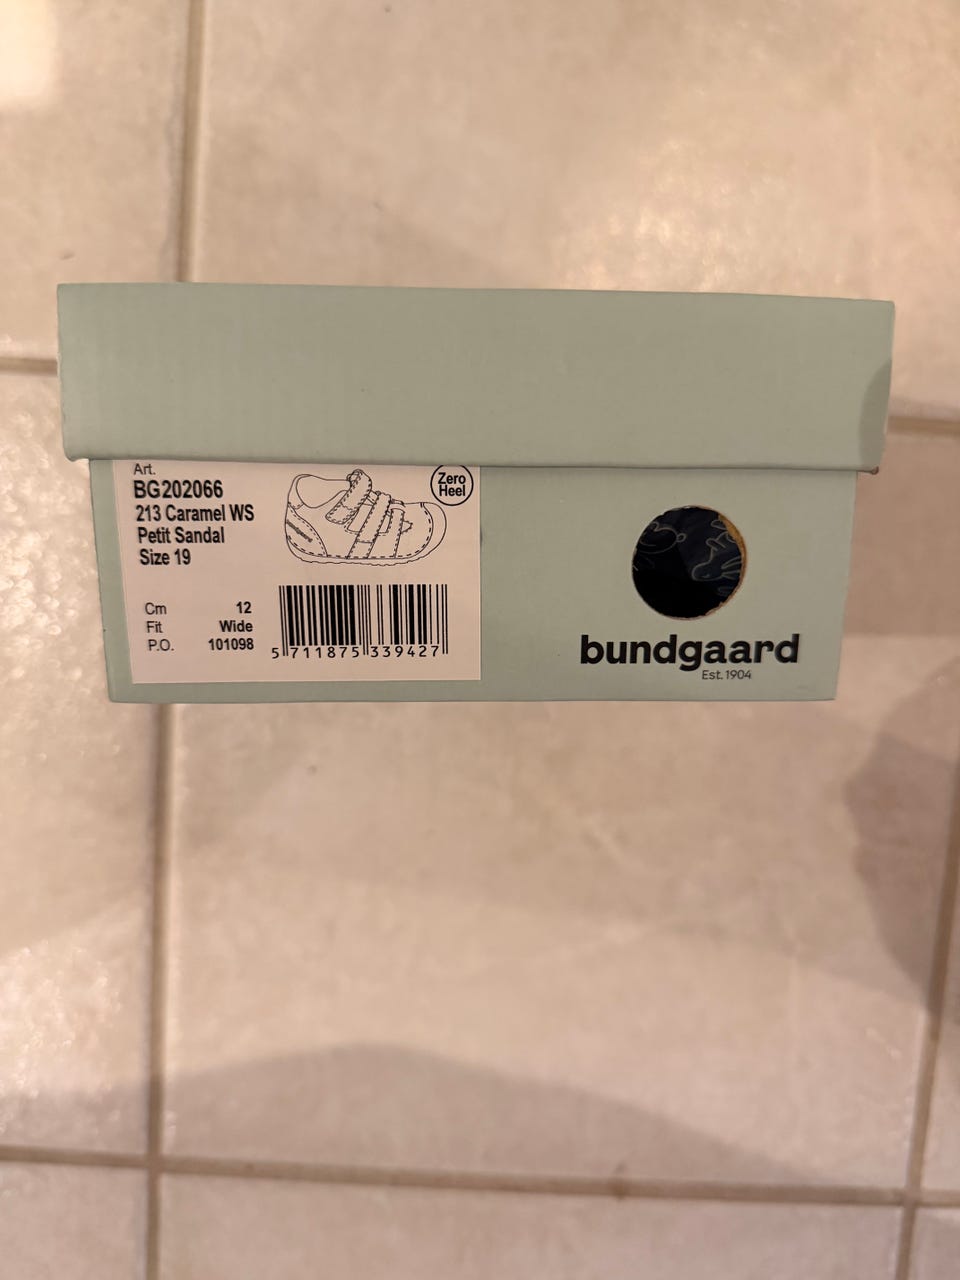 Art.
BG202066
213 Caramel WS
Petit Sandal
Size 19
Zero
Heel
Cm 12
Fit Wide
P.O. 101098
5 711875 339427
bundgaard
Est. 1904